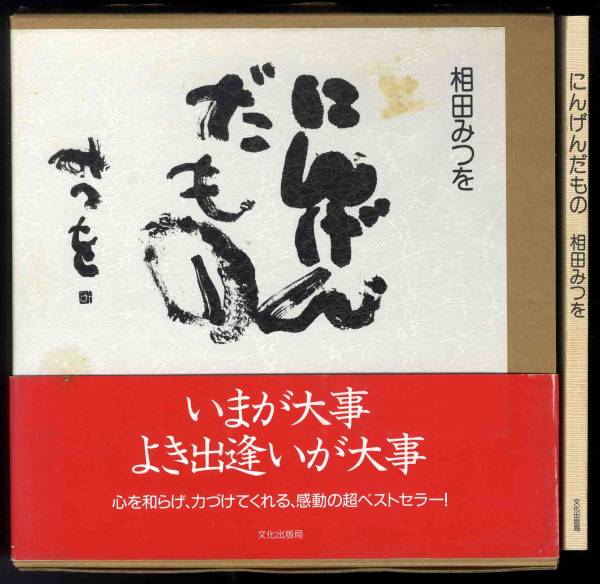 相田みつを
にんげん
だもの
みつを
いまが大事
よき出逢いが大事
心を和らげ、力づけてくれる、感動の超ベストセラー!
文化出版局
にんげんだもの 相田みつを
文化出版局